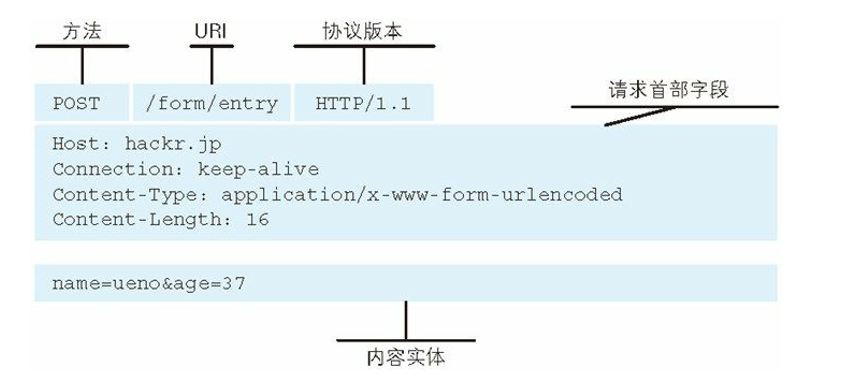 方法 URI 协议版本
POST /form/entry HTTP/1.1
请求首部字段
Host: hackr.jp
Connection: keep-alive
Content-Type: application/x-www-form-urlencoded
Content-Length: 16
name=ueno&age=37
内容实体